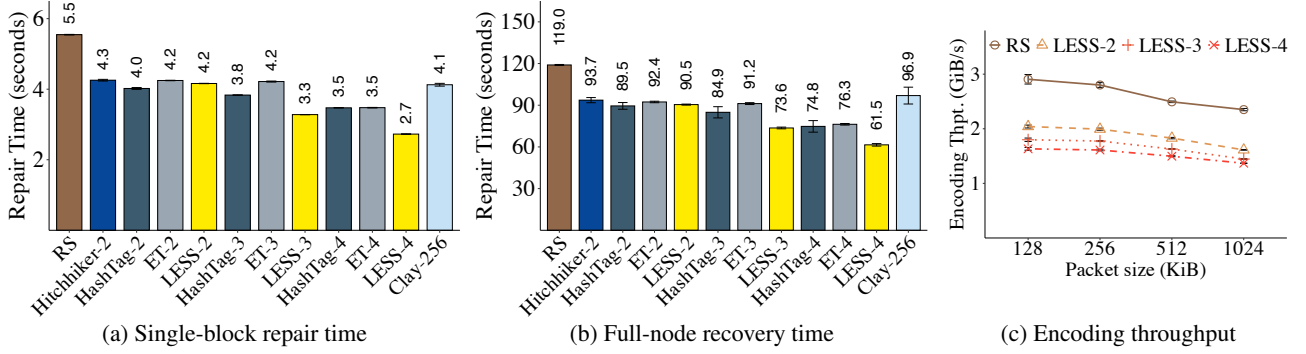 Repair Time (seconds)
6
4
2
5.5
4.3
4.0
4.2
4.2
3.8
4.2
3.3
3.5
3.5
2.7
4.1
RS
Hitchhiker-2
HashTag-2
ET-2
LESS-2
HashTag-3
ET-3
LESS-3
HashTag-4
ET-4
LESS-4
Clay-256
(a) Single-block repair time
Repair Time (seconds)
150
120
90
60
30
119.0
93.7
89.5
92.4
90.5
84.9
91.2
73.6
74.8
76.3
61.5
96.9
RS
Hitchhiker-2
HashTag-2
ET-2
LESS-2
HashTag-3
ET-3
LESS-3
HashTag-4
ET-4
LESS-4
Clay-256
(b) Full-node recovery time
RS LESS-2 LESS-3 LESS-4
Encoding Thpt. (GiB/s)
3
2
1
128 256 512 1024
Packet size (KiB)
(c) Encoding throughput